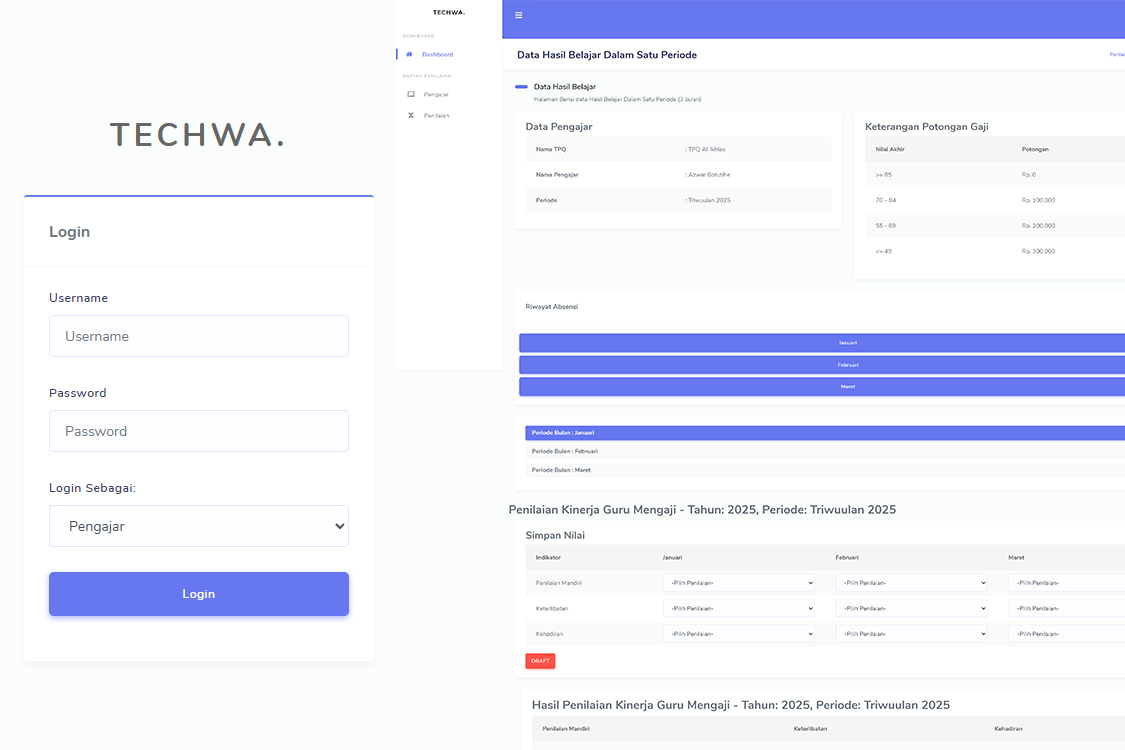 TECHWA.
Login
Username
Username
Password
Password
Login Sebagai:
Pengajar
Login
TECHWA.
DASHBOARD
Dashboard
DAFTAR PENILAIAN
Pengajar
Penilaian
Data Hasil Belajar Dalam Satu Periode
Data Hasil Belajar
Halaman Berisi data Hasil Belajar Dalam Satu Periode (3 bulan)
Data Pengajar
Nama TPQ : TPQ Al-Ikhlas
Nama Pengajar : Azwar Botutihe
Periode : Triwuulan 2025
Keterangan Potongan Gaji
Nilai Akhir Potongan
>= 85 Rp. 0
70 - 84 Rp. 100.000
55 - 69 Rp. 200.000
<= 49 Rp. 300.000
Riwayat Absensi
Januari
Februari
Maret
Periode Bulan : Januari
Periode Bulan : Februari
Periode Bulan : Maret
Penilaian Kinerja Guru Mengaji - Tahun: 2025, Periode: Triwuulan 2025
Simpan Nilai
Indikator Januari Februari Maret
Penilaian Mandiri -Pilih Penilaian- -Pilih Penilaian- -Pilih Penilaian-
Keterlibatan -Pilih Penilaian- -Pilih Penilaian- -Pilih Penilaian-
Kehadiran -Pilih Penilaian- -Pilih Penilaian- -Pilih Penilaian-
DRAFT
Hasil Penilaian Kinerja Guru Mengaji - Tahun: 2025, Periode: Triwuulan 2025
Penilaian Mandiri Keterlibatan Kehadiran